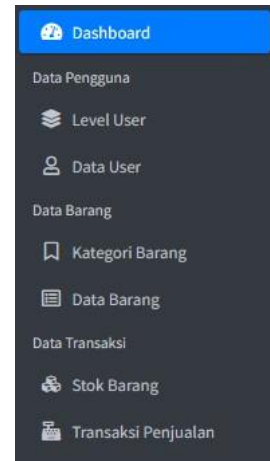 Dashboard
Data Pengguna
Level User
Data User
Data Barang
Kategori Barang
Data Barang
Data Transaksi
Stok Barang
Transaksi Penjualan